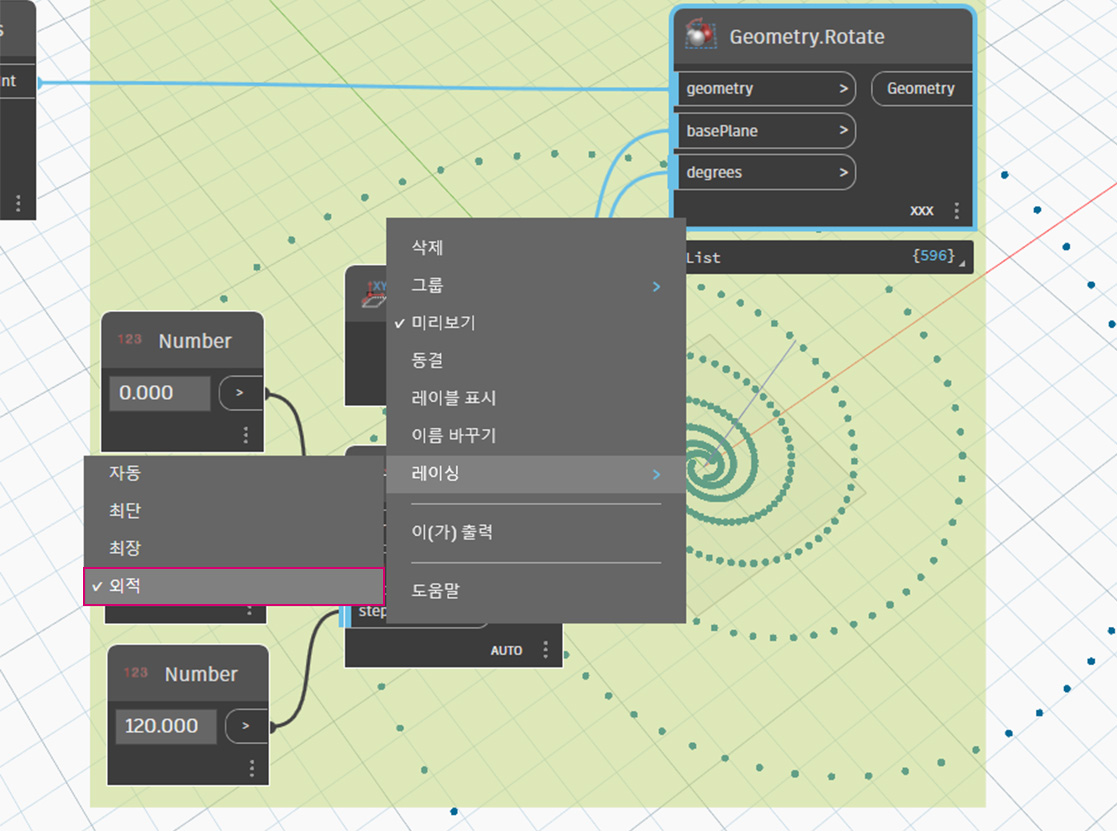 Geometry.Rotate
geometry
>
Geometry
basePlane
>
degrees
>
xxx
List
{596}
XY
123 Number
0.000
>
삭제
그룹
>
미리보기
동결
레이블 표시
이름 바꾸기
레이싱
>
이(가) 출력
도움말
자동
최단
최장
외적
step
AUTO
123 Number
120.000
>